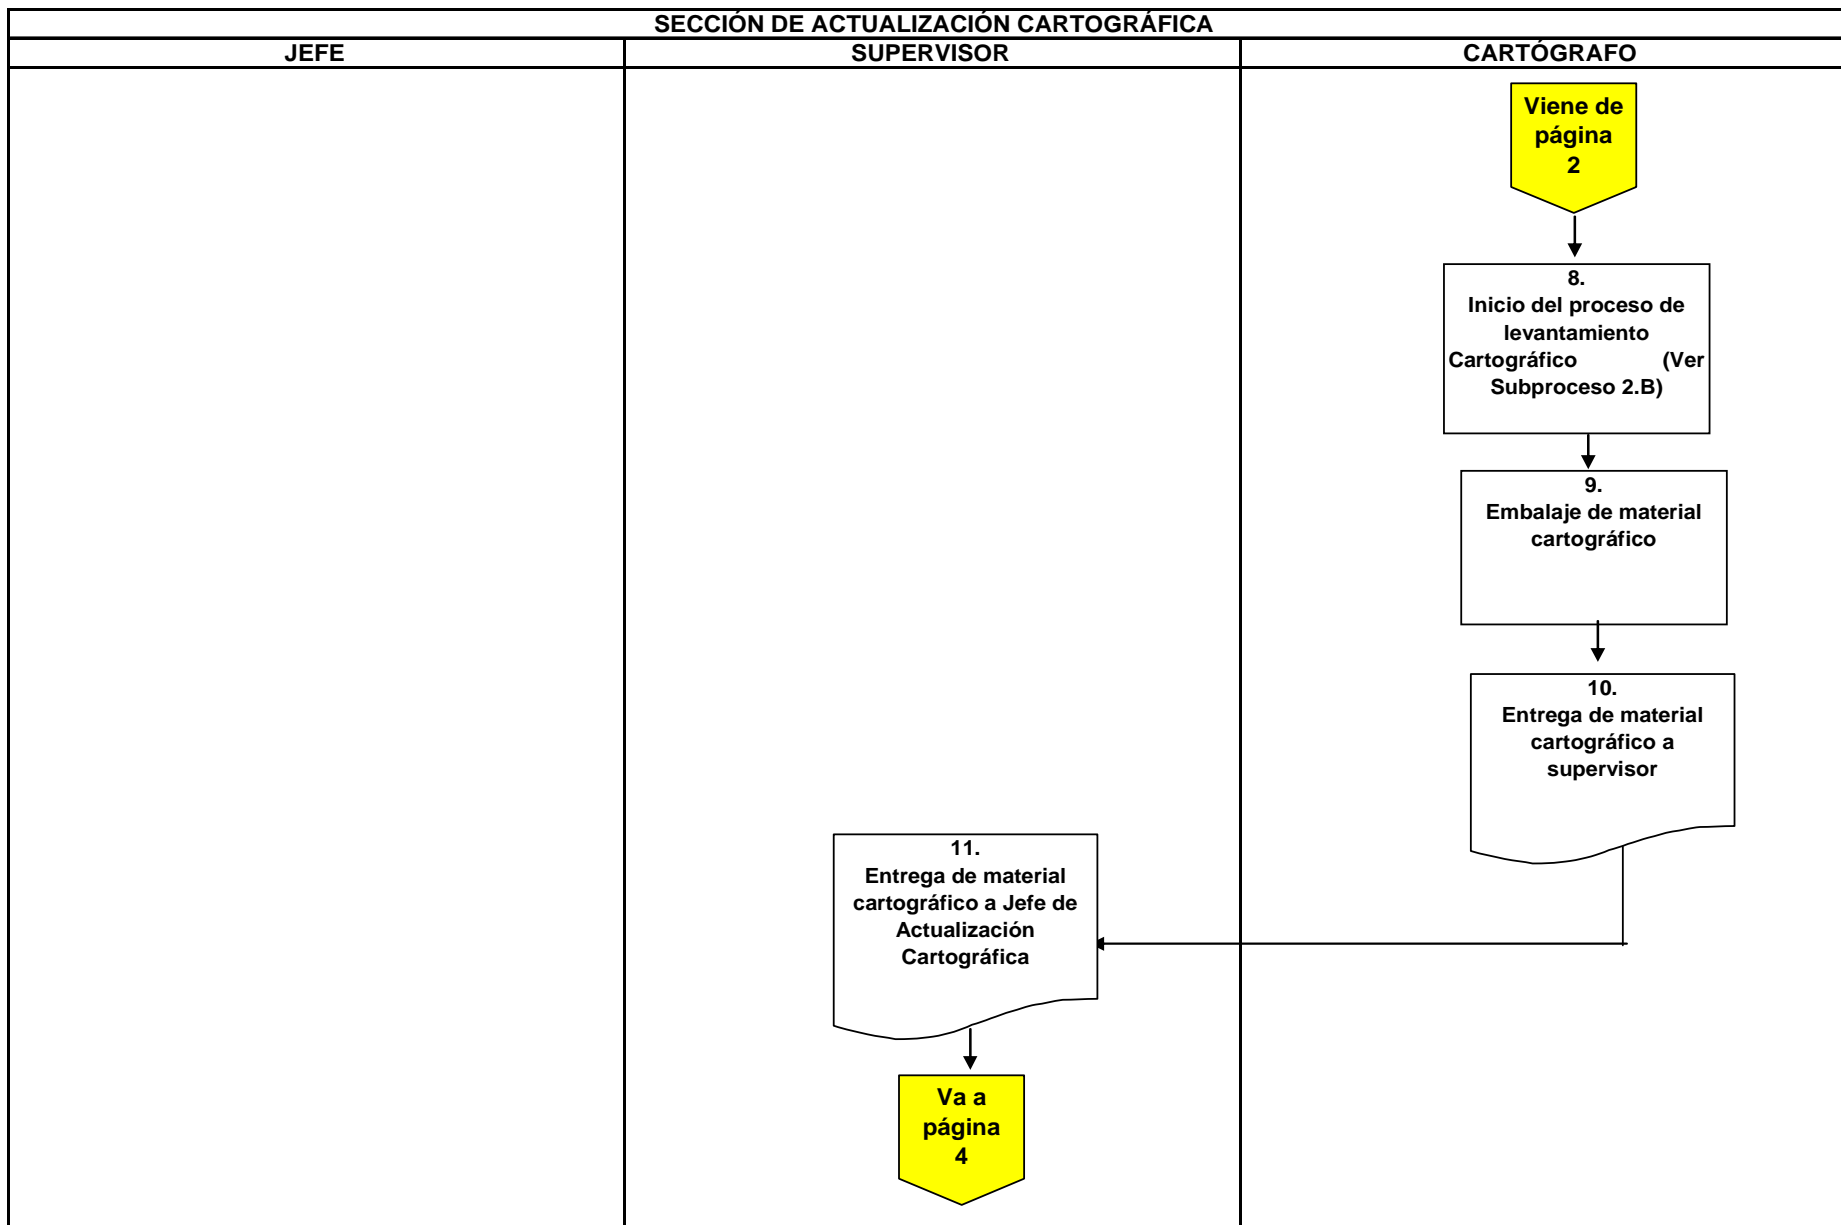 SECCIÓN DE ACTUALIZACIÓN CARTOGRÁFICA
JEFE
SUPERVISOR
CARTÓGRAFO
Viene de
página
2
8.
Inicio del proceso de
levantamiento
Cartográfico (Ver
Subproceso 2.B)
9.
Embalaje de material
cartográfico
10.
Entrega de material
cartográfico a
supervisor
11.
Entrega de material
cartográfico a Jefe de
Actualización
Cartográfica
Va a
página
4